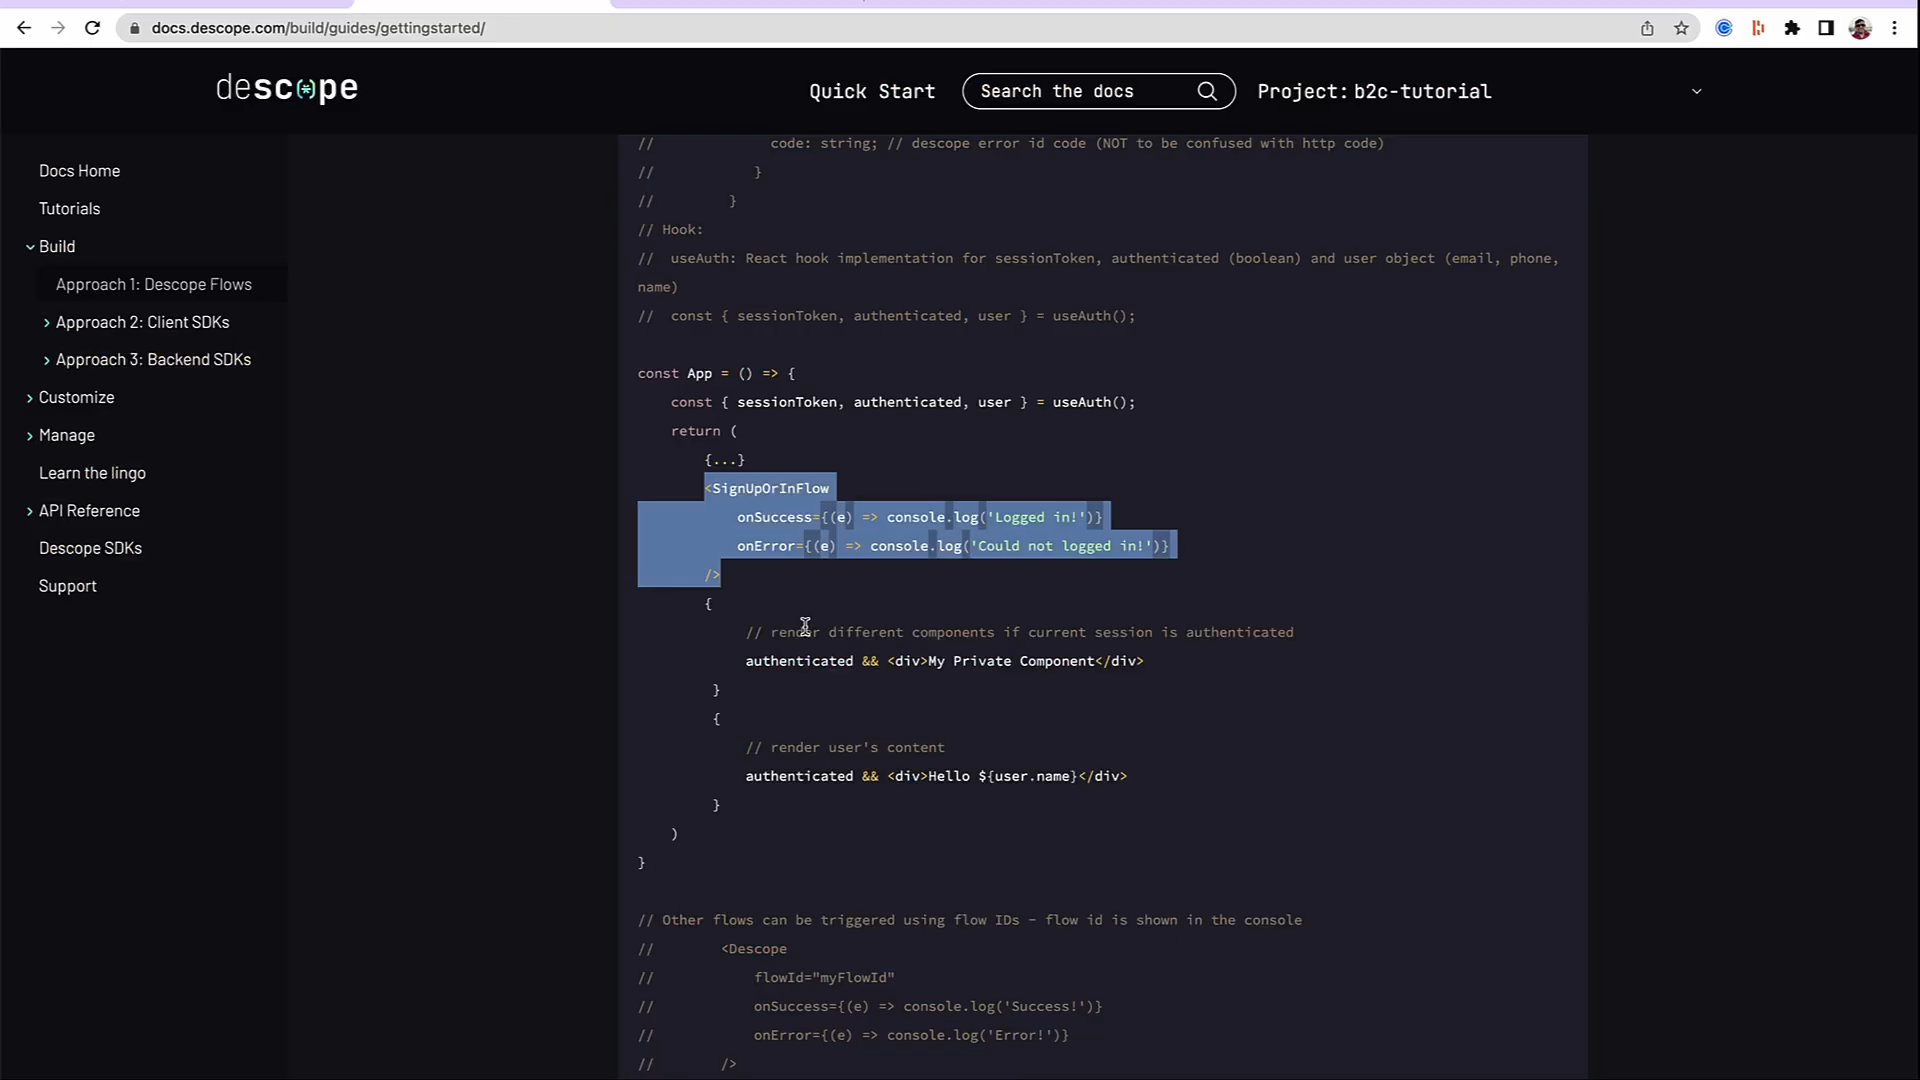 docs.descope.com/build/guides/gettingstarted/
descope
Quick Start
Search the docs
Project: b2c-tutorial
Docs Home
Tutorials
Build
Approach 1: Descope Flows
Approach 2: Client SDKs
Approach 3: Backend SDKs
Customize
Manage
Learn the lingo
API Reference
Descope SDKs
Support
//              code: string; // descope error id code (NOT to be confused with http code)
//            }
//         }
// Hook:
//  useAuth: React hook implementation for sessionToken, authenticated (boolean) and user object (email, phone,
name)
//  const { sessionToken, authenticated, user } = useAuth();
const App = () => {
    const { sessionToken, authenticated, user } = useAuth();
    return (
        {...}
        <SignUpOrInFlow
            onSuccess={(e) => console.log('Logged in!')}
            onError={(e) => console.log('Could not logged in!')}
        />
        {
             // render different components if current session is authenticated
             authenticated && <div>My Private Component</div>
         }
         {
             // render user's content
             authenticated && <div>Hello ${user.name}</div>
         }
    )
}
// Other flows can be triggered using flow IDs - flow id is shown in the console
//        <Descope
//            flowId="myFlowId"
//            onSuccess={(e) => console.log('Success!')}
//            onError={(e) => console.log('Error!')}
//        />